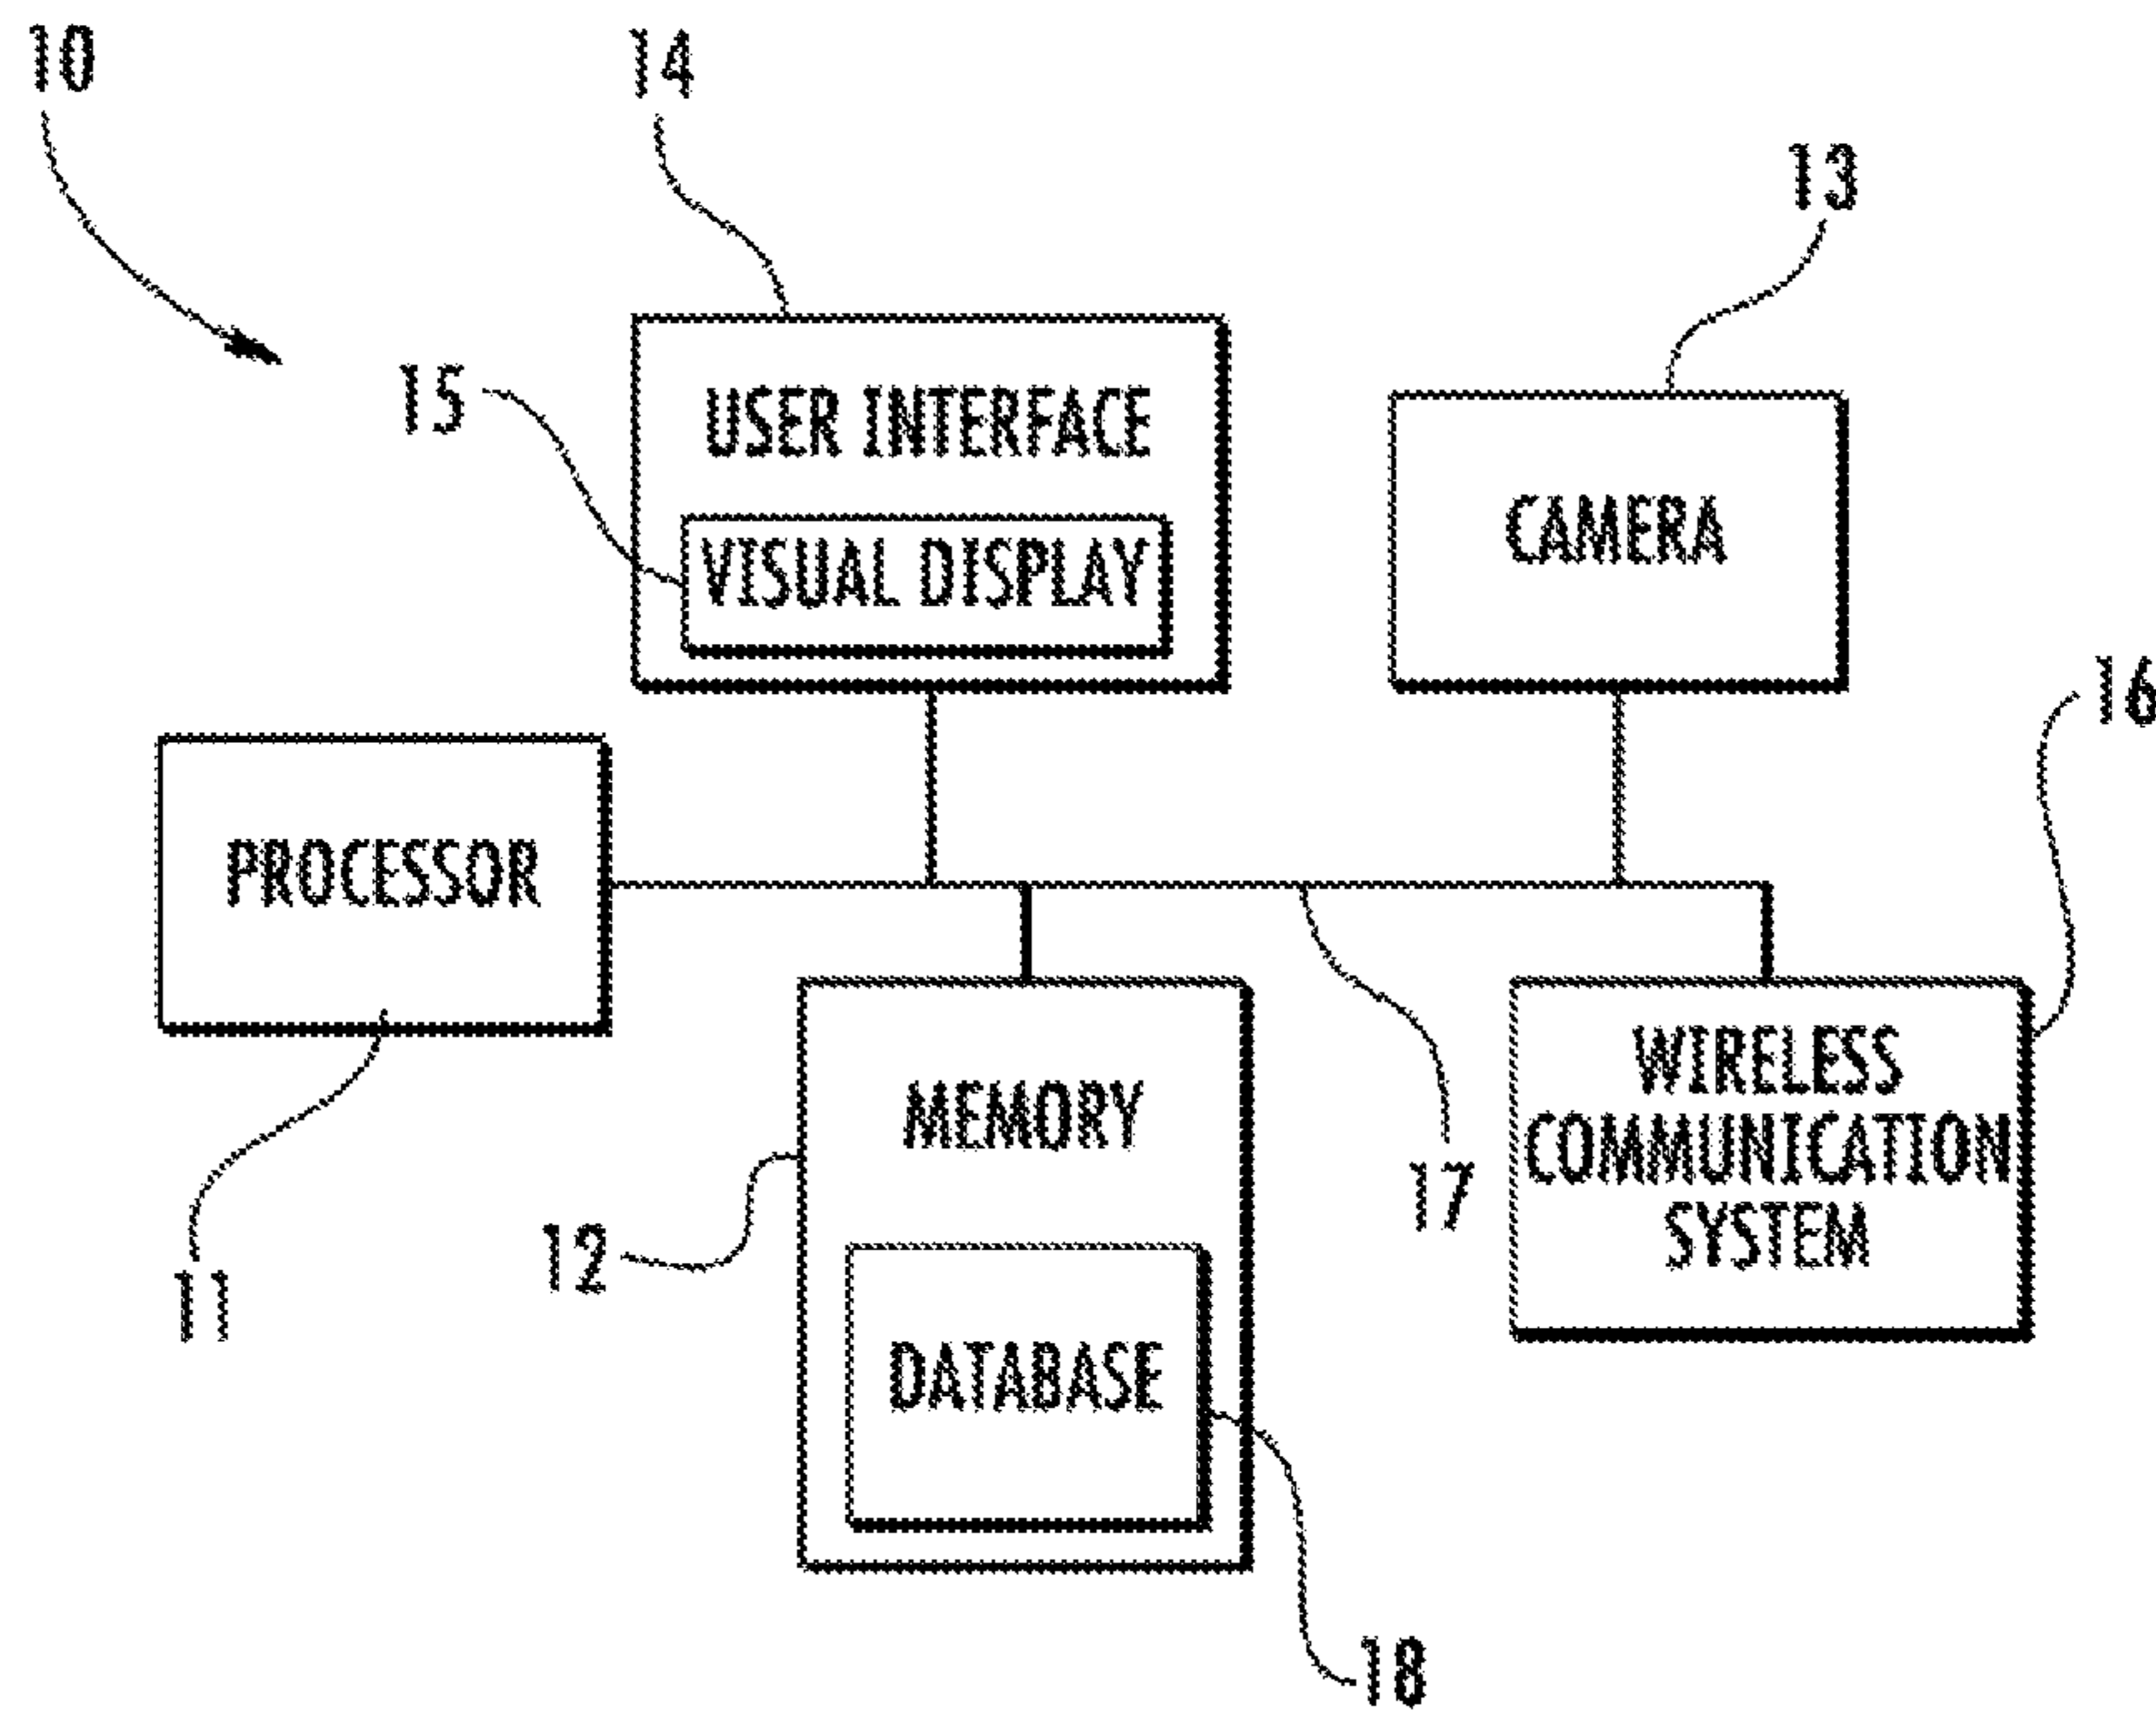 10
14
13
15
USER INTERFACE
VISUAL DISPLAY
CAMERA
16
PROCESSOR
11
MEMORY
12
DATABASE
17
WIRELESS
COMMUNICATION
SYSTEM
18